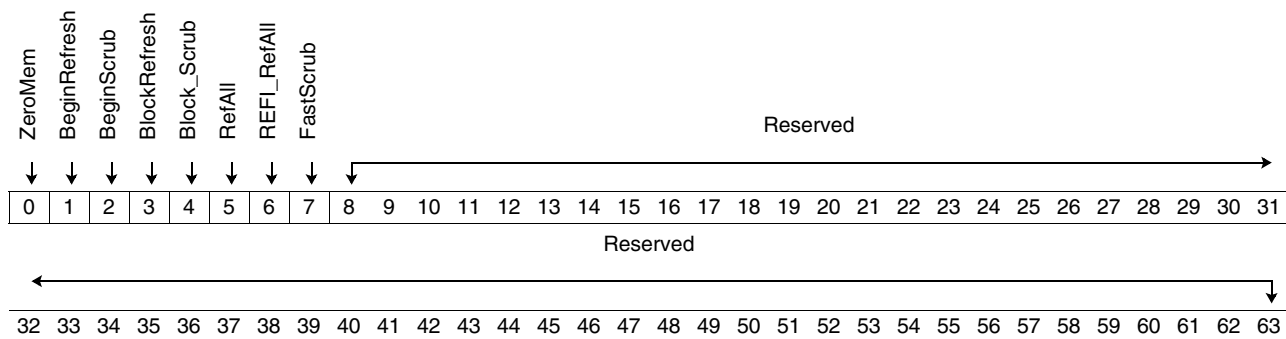 ZeroMem
BeginRefresh
BeginScrub
BlockRefresh
Block_Scrub
RefAll
REFI_RefAll
FastScrub
Reserved
0 1 2 3 4 5 6 7 8 9 10 11 12 13 14 15 16 17 18 19 20 21 22 23 24 25 26 27 28 29 30 31
Reserved
32 33 34 35 36 37 38 39 40 41 42 43 44 45 46 47 48 49 50 51 52 53 54 55 56 57 58 59 60 61 62 63